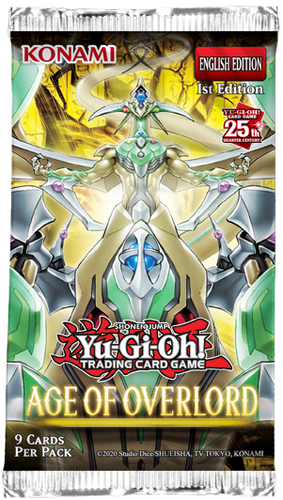 KONAMI
ENGLISH EDITION
1st Edition
YU-GI-OH!
CARD GAME
25th
QUARTER CENTURY
SHONEN JUMP
Yu-Gi-Oh!
TRADING CARD GAME
AGE OF OVERLORD
9 CARDS
PER PACK
©2020 Studio Dice/SHUEISHA, TV TOKYO, KONAMI